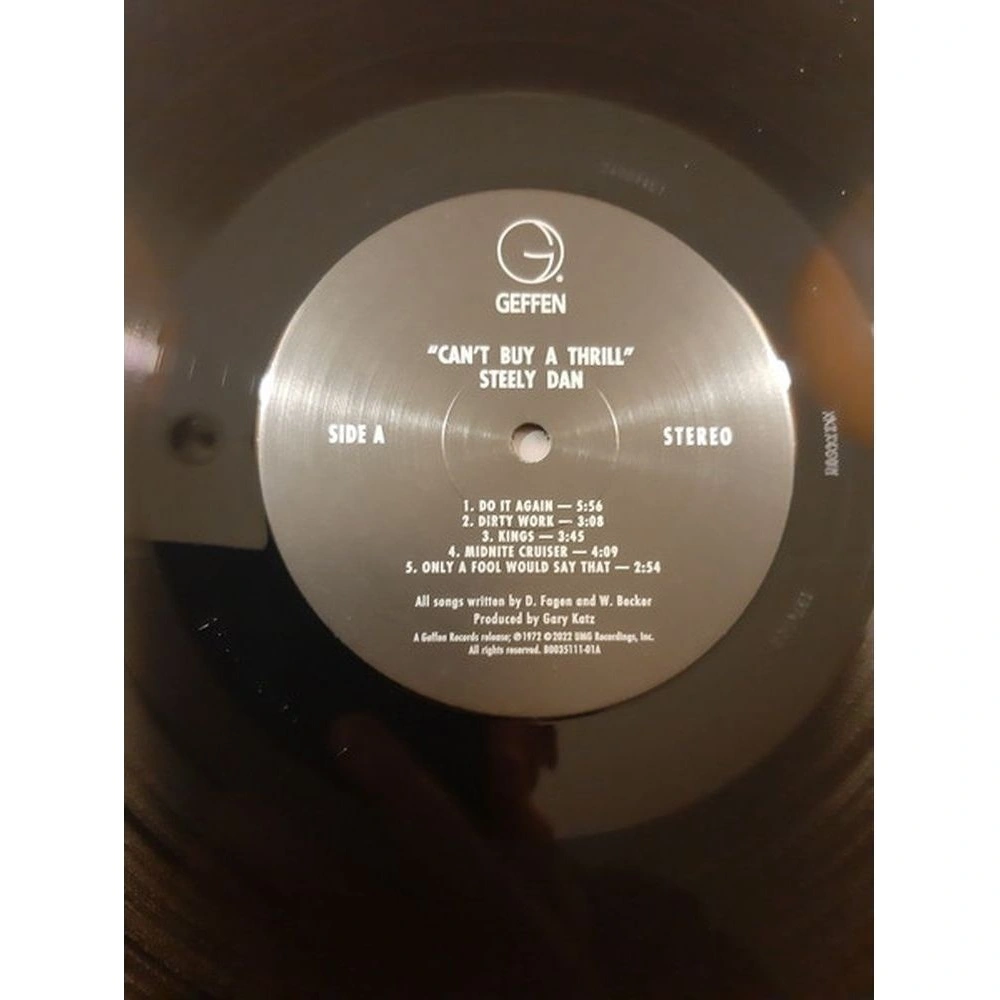 GEFFEN
"CAN'T BUY A THRILL"
STEELY DAN
SIDE A
STEREO
1. DO IT AGAIN — 5:56
2. DIRTY WORK — 3:08
3. KINGS — 3:45
4. MIDNITE CRUISER — 4:09
5. ONLY A FOOL WOULD SAY THAT — 2:54
All songs written by D. Fagen and W. Becker
Produced by Gary Katz
A Geffen Records release; ℗1972 ©2022 UMG Recordings, Inc.
All rights reserved. B0035111-01A